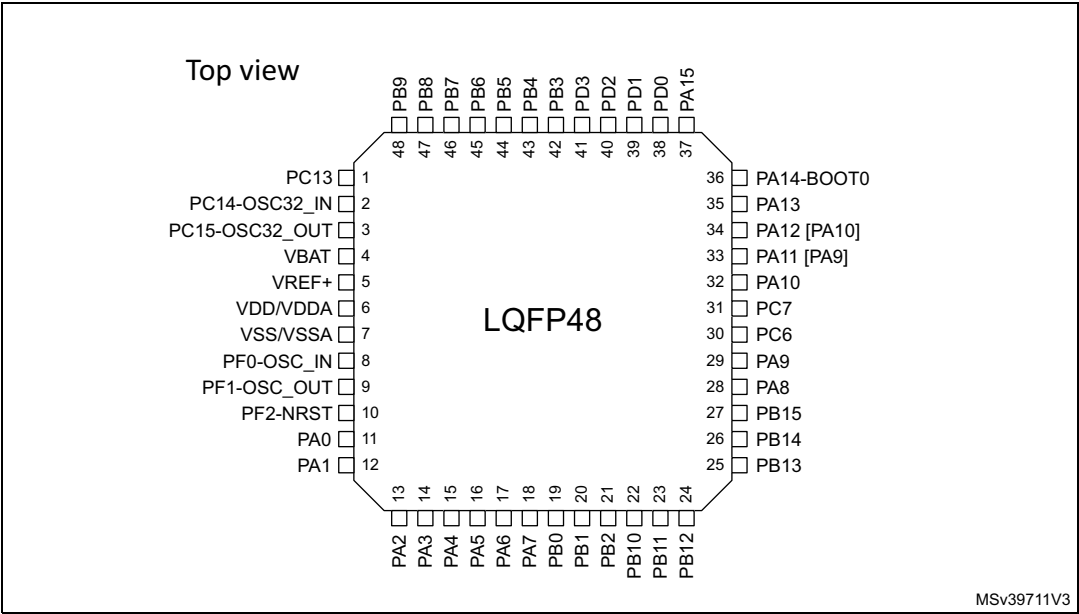 Top view
PB9
PB8
PB7
PB6
PB5
PB4
PB3
PD3
PD2
PD1
PD0
PA15
48
47
46
45
44
43
42
41
40
39
38
37
PC13 1
PC14-OSC32_IN 2
PC15-OSC32_OUT 3
VBAT 4
VREF+ 5
VDD/VDDA 6
VSS/VSSA 7
PF0-OSC_IN 8
PF1-OSC_OUT 9
PF2-NRST 10
PA0 11
PA1 12
LQFP48
36 PA14-BOOT0
35 PA13
34 PA12 [PA10]
33 PA11 [PA9]
32 PA10
31 PC7
30 PC6
29 PA9
28 PA8
27 PB15
26 PB14
25 PB13
13
14
15
16
17
18
19
20
21
22
23
24
PA2
PA3
PA4
PA5
PA6
PA7
PB0
PB1
PB2
PB10
PB11
PB12
MSv39711V3